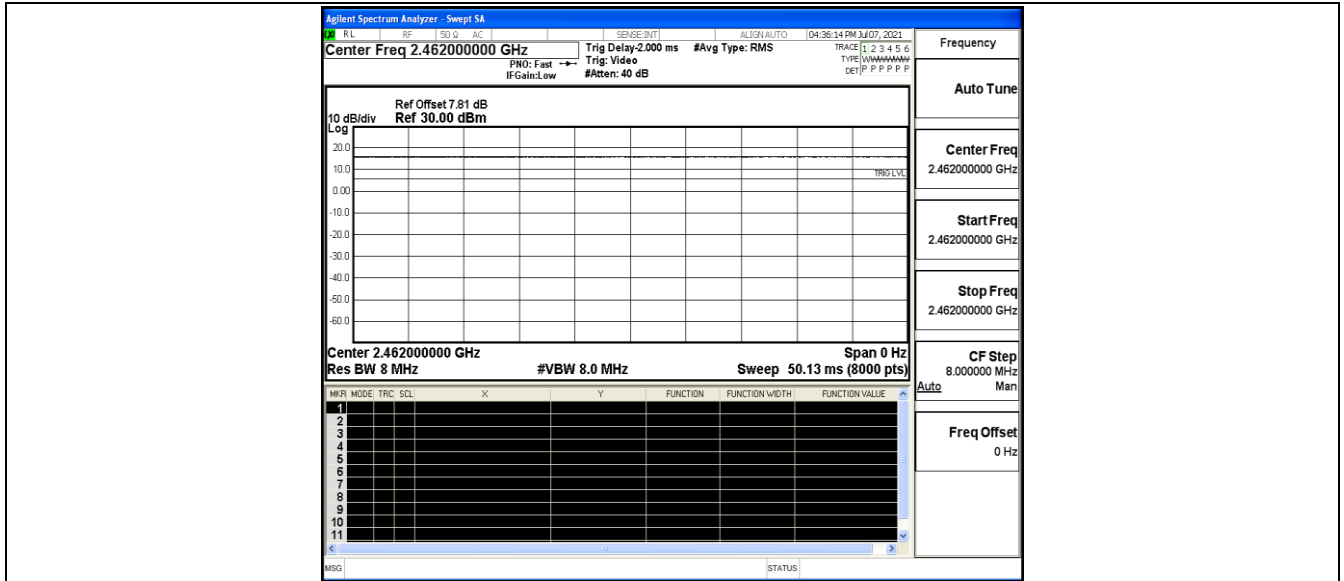 Agilent Spectrum Analyzer - Swept SA
RL RF 50 Ω AC SENSE:INT ALIGN AUTO 04:36:14 PM Jul 07, 2021
Center Freq 2.462000000 GHz
PNO: Fast
IFGain:Low
Trig Delay-2.000 ms
Trig: Video
#Atten: 40 dB
#Avg Type: RMS
TRACE 1 2 3 4 5 6
TYPE
DET P P P P P P
Frequency
Auto Tune
Center Freq
2.462000000 GHz
Start Freq
2.462000000 GHz
Stop Freq
2.462000000 GHz
CF Step
8.000000 MHz
Auto Man
Freq Offset
0 Hz
Ref Offset 7.81 dB
10 dB/div Ref 30.00 dBm
Log
20.0
10.0
TRIG LVL
0.00
-10.0
-20.0
-30.0
-40.0
-50.0
-60.0
Center 2.462000000 GHz Span 0 Hz
Res BW 8 MHz #VBW 8.0 MHz Sweep 50.13 ms (8000 pts)
MKR MODE TRC SCL X Y FUNCTION FUNCTION WIDTH FUNCTION VALUE
1
2
3
4
5
6
7
8
9
10
11
MSG STATUS